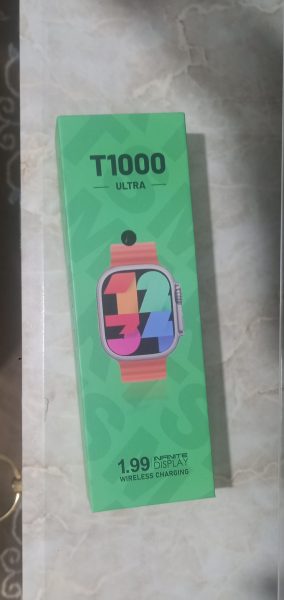 T1000
ULTRA
12
34
1.99 INFINITE
DISPLAY
WIRELESS CHARGING